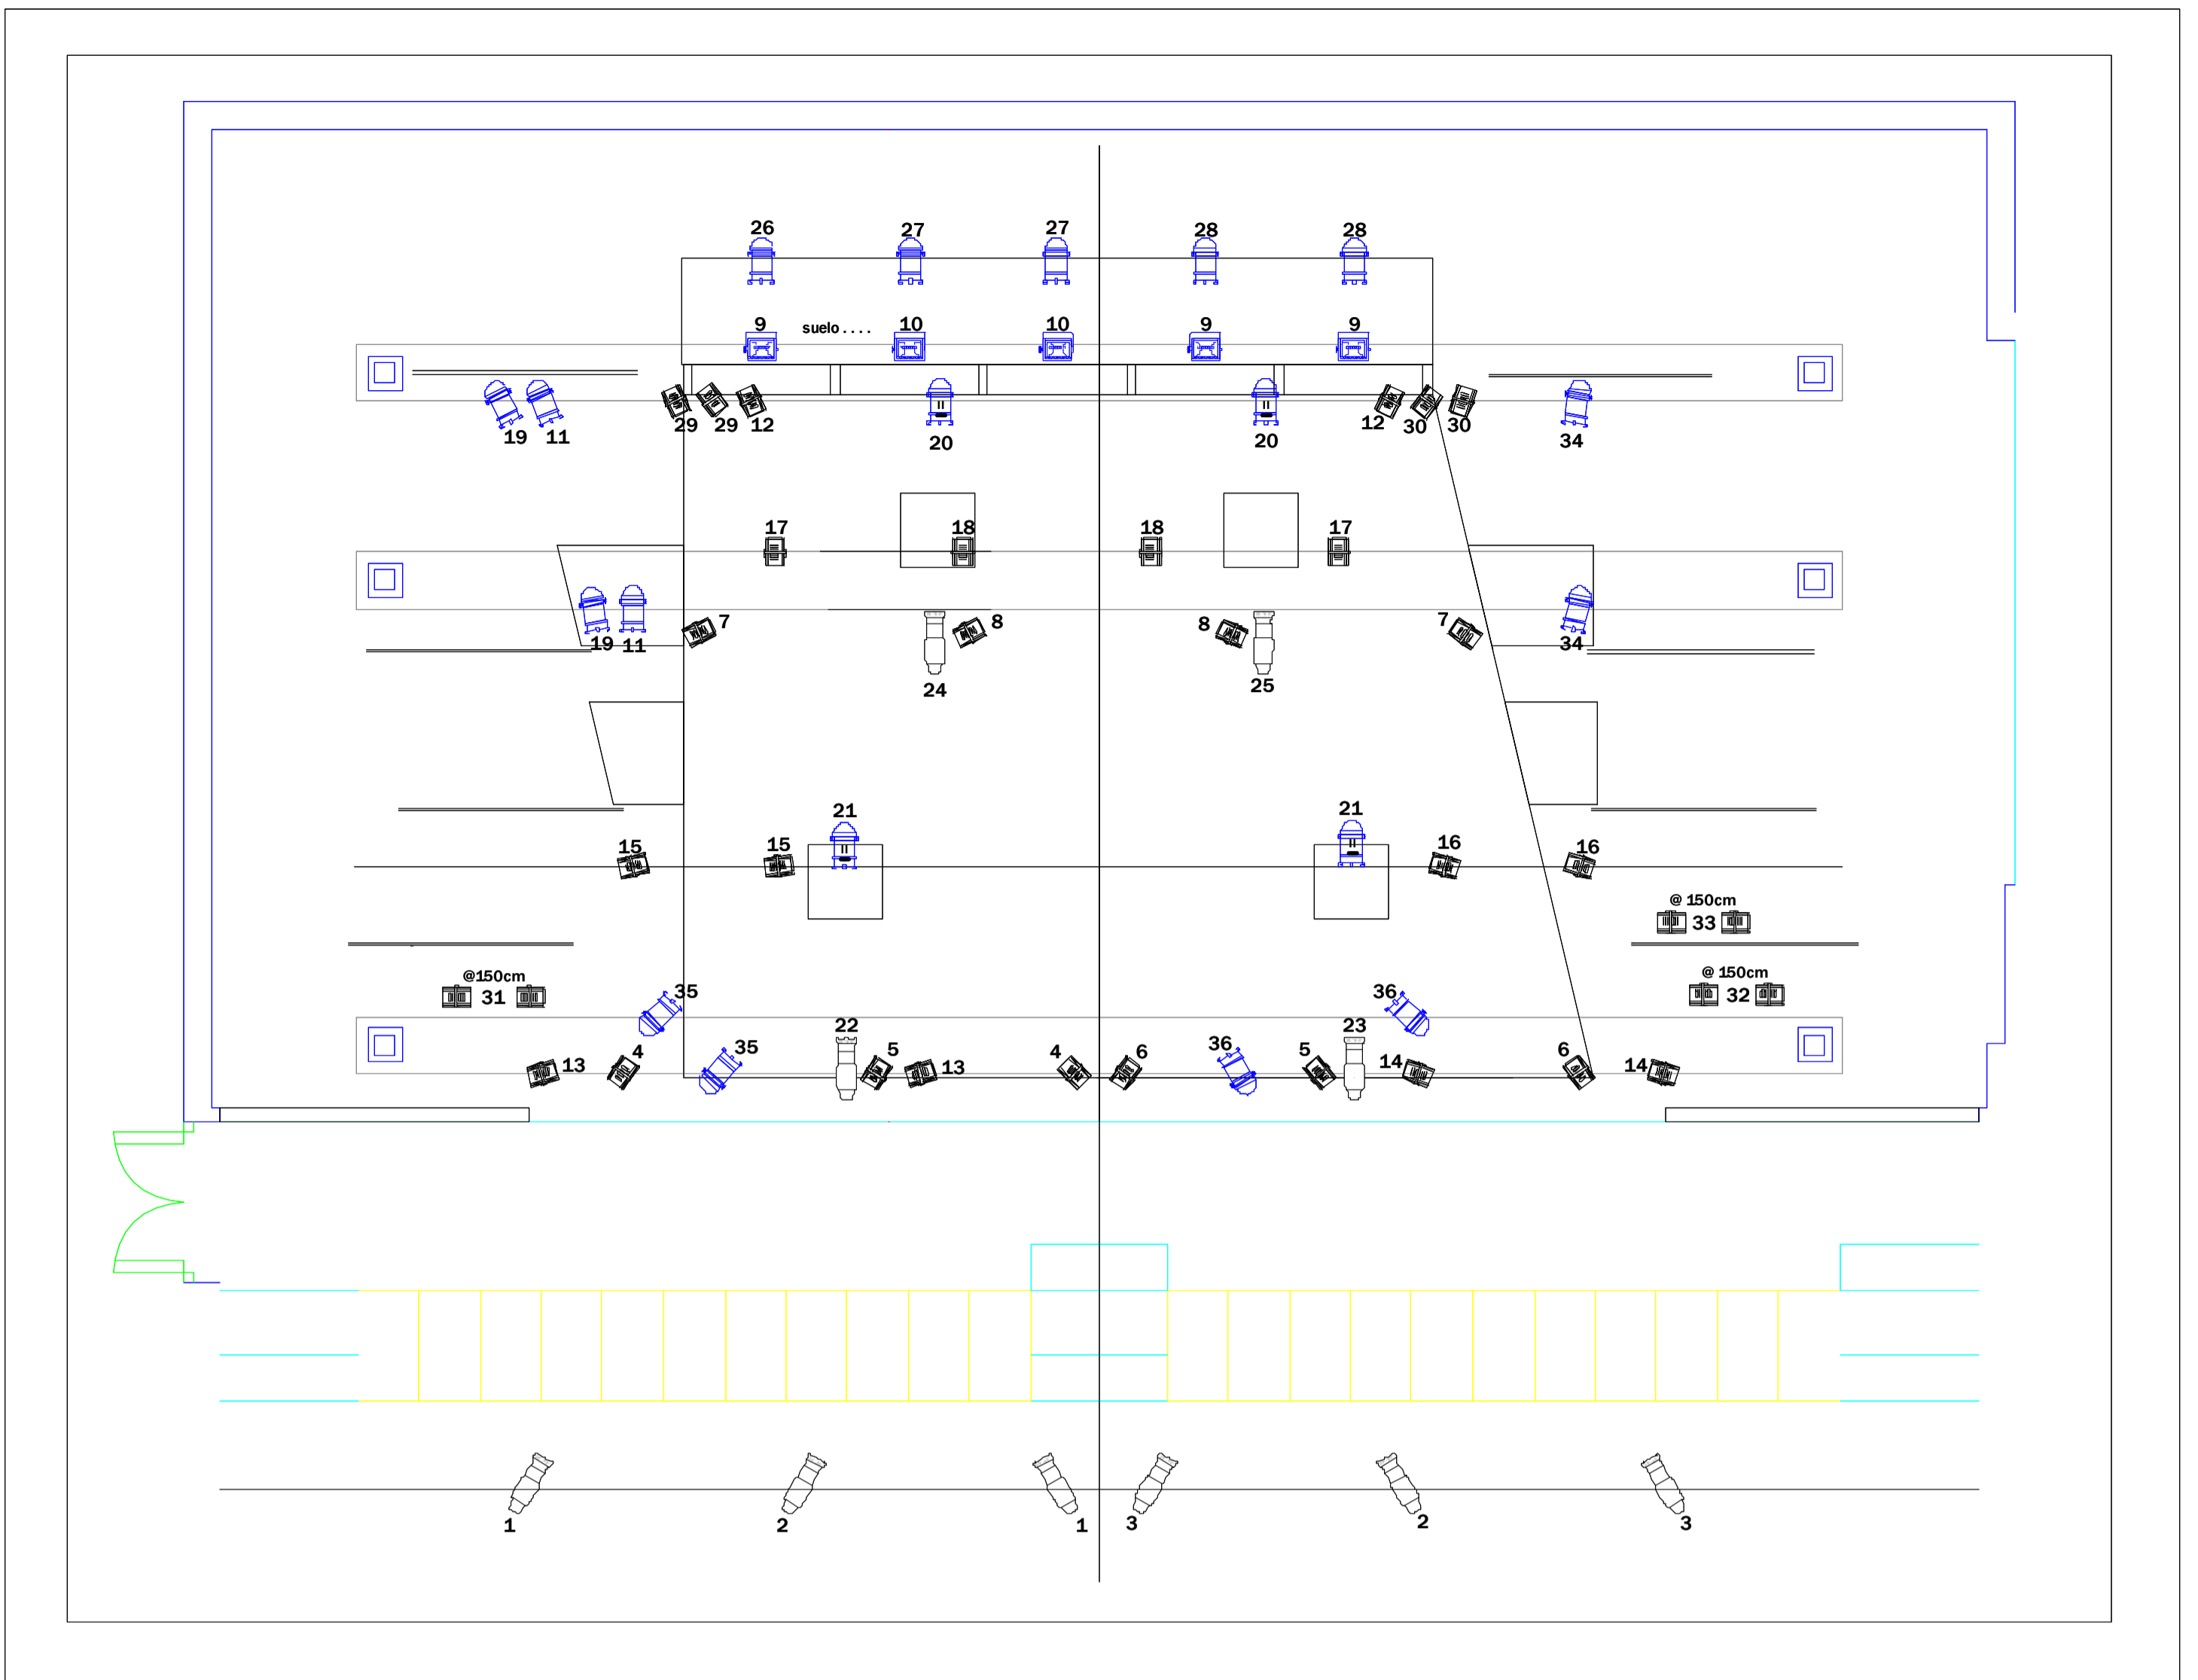 26 27 27 28 28
9 suelo . . . . 10 10 9 9
19 11 29 29 12 20 20 12 30 30 34
17 18 18 17
19 11 7 24 8 8 25 7 34
21 21
15 15 16 16
@ 150cm
33
@150cm @ 150cm
31 35 36 32
22 23
13 4 35 5 13 4 6 36 5 14 6 14
1 2 1 3 2 3